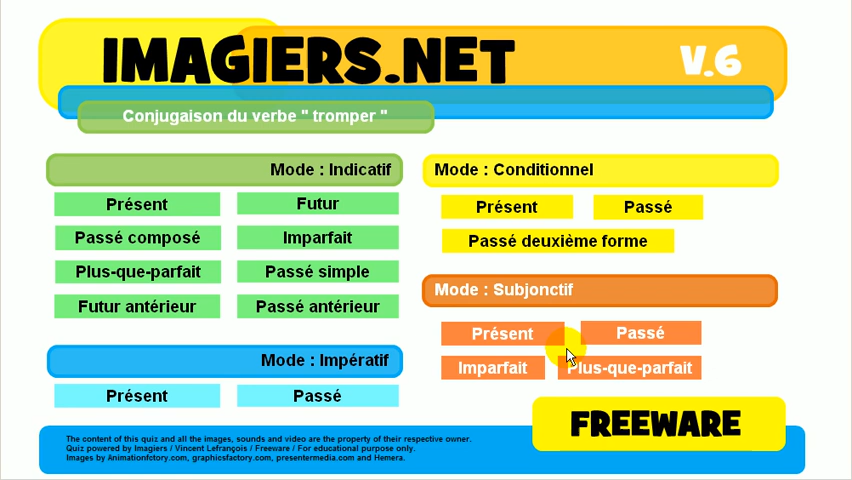 IMAGIERS.NET
V.6
Conjugaison du verbe " tromper "
Mode : Indicatif
Présent
Futur
Passé composé
Imparfait
Plus-que-parfait
Passé simple
Futur antérieur
Passé antérieur
Mode : Impératif
Présent
Passé
Mode : Conditionnel
Présent
Passé
Passé deuxième forme
Mode : Subjonctif
Présent
Passé
Imparfait
Plus-que-parfait
FREEWARE
The content of this quiz and all the images, sounds and video are the property of their respective owner.
Quiz powered by Imagiers / Vincent Lefrançois / Freeware / For educational purpose only.
Images by Animationfctory.com, graphicsfactory.com, presentermedia.com and Hemera.